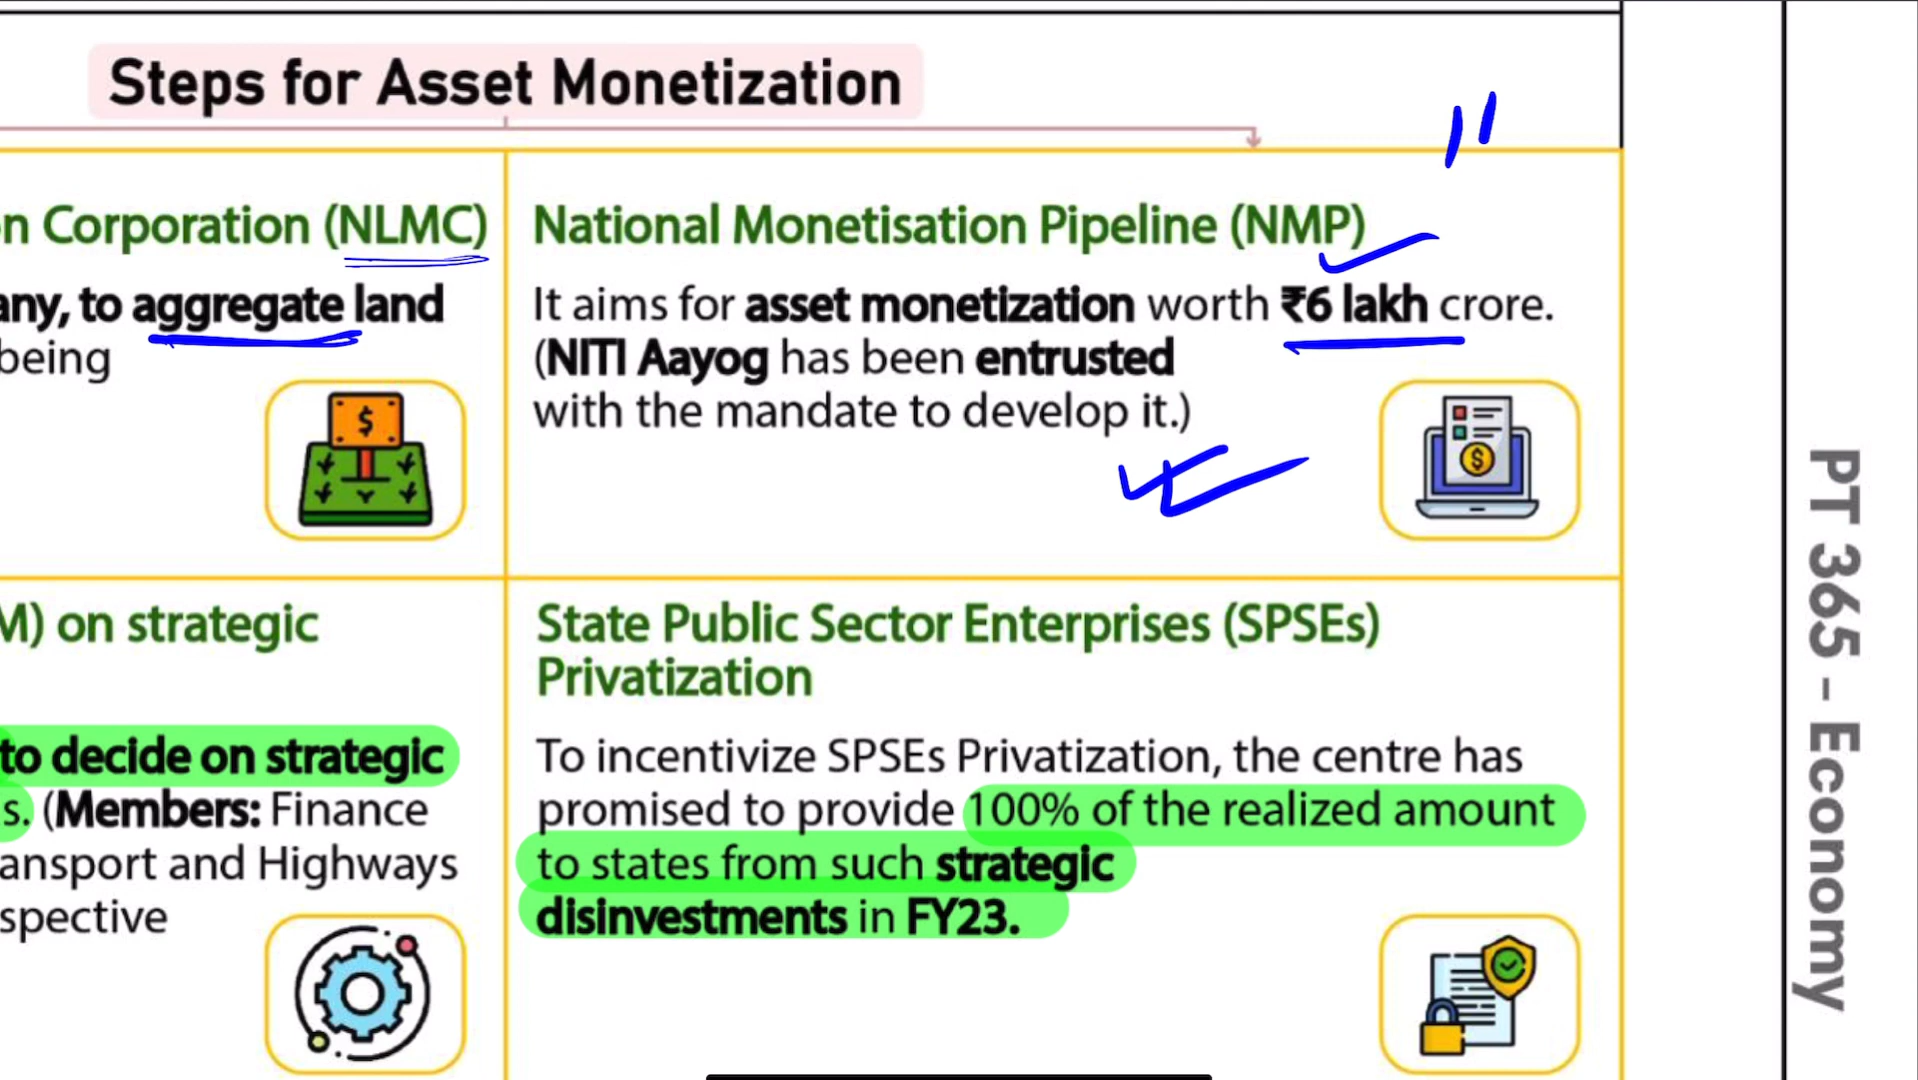 Steps for Asset Monetization
n Corporation (NLMC)
any, to aggregate land
being
National Monetisation Pipeline (NMP)
It aims for asset monetization worth ₹6 lakh crore.
(NITI Aayog has been entrusted
with the mandate to develop it.)
M) on strategic
to decide on strategic
s. (Members: Finance
ansport and Highways
spective
State Public Sector Enterprises (SPSEs)
Privatization
To incentivize SPSEs Privatization, the centre has
promised to provide 100% of the realized amount
to states from such strategic
disinvestments in FY23.
PT 365 - Economy